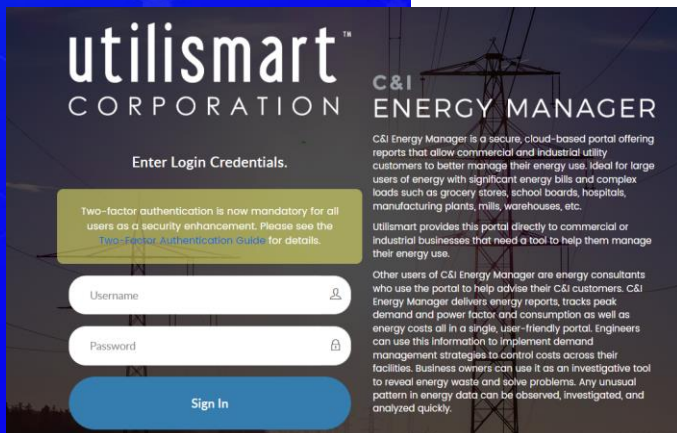 utilismart™
CORPORATION
Enter Login Credentials.
Two-factor authentication is now mandatory for all
users as a security enhancement. Please see the
Two-Factor Authentication Guide for details.
Username
Password
Sign In
C&I
ENERGY MANAGER
C&I Energy Manager is a secure, cloud-based portal offering
reports that allow commercial and industrial utility
customers to better manage their energy use. Ideal for large
users of energy with significant energy bills and complex
loads such as grocery stores, school boards, hospitals,
manufacturing plants, mills, warehouses, etc.
Utilismart provides this portal directly to commercial or
industrial businesses that need a tool to help them manage
their energy use.
Other users of C&I Energy Manager are energy consultants
who use the portal to help advise their C&I customers. C&I
Energy Manager delivers energy reports, tracks peak
demand and power factor and consumption as well as
energy costs all in a single, user-friendly portal. Engineers
can use this information to implement demand
management strategies to control costs across their
facilities. Business owners can use it as an investigative tool
to reveal energy waste and solve problems. Any unusual
pattern in energy data can be observed, investigated, and
analyzed quickly.